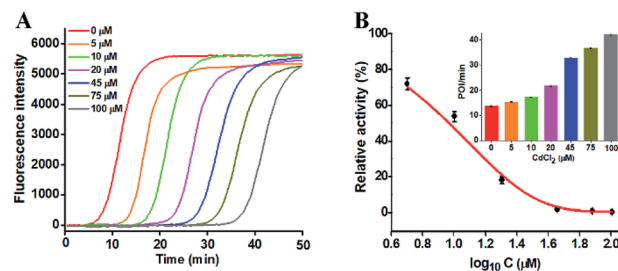 A
0 μM
5 μM
10 μM
20 μM
45 μM
75 μM
100 μM
Fluorescence intensity
6000
5000
4000
3000
2000
1000
0
0 10 20 30 40 50
Time (min)
B
Relative activity (%)
100
80
60
40
20
0
0.6 0.8 1.0 1.2 1.4 1.6 1.8 2.0
log10 C (μM)
POI/min
40
30
20
10
0
0 5 10 20 45 75 100
CdCl2 (μM)